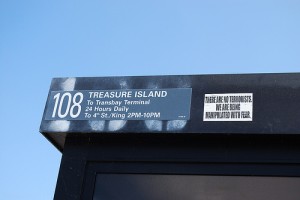 108
TREASURE ISLAND
To Transbay Terminal
24 Hours Daily
To 4th St./King 2PM-10PM
THERE ARE NO TERRORISTS.
WE ARE BEING
MANIPULATED WITH FEAR.